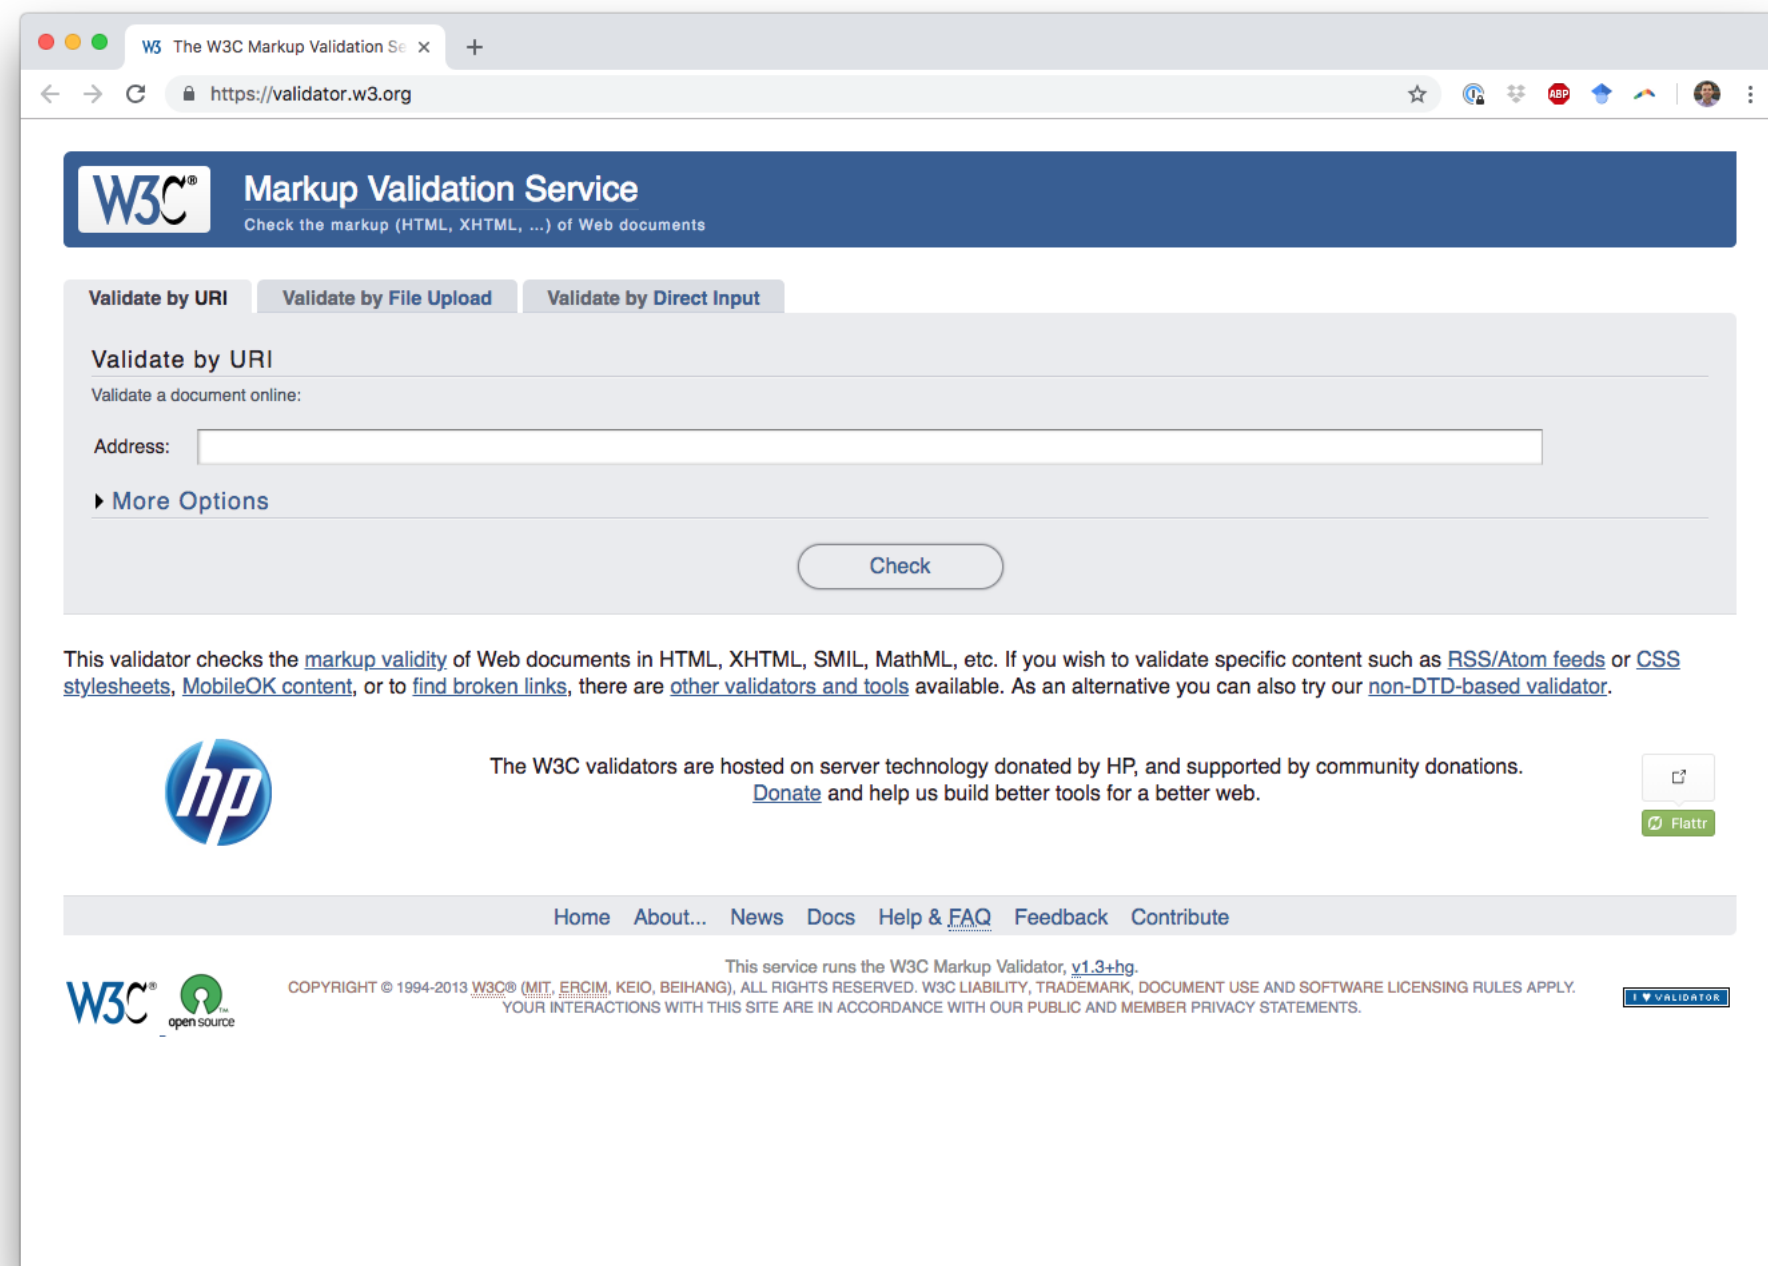 W3 The W3C Markup Validation Se
https://validator.w3.org
ABP
W3C®
Markup Validation Service
Check the markup (HTML, XHTML, ...) of Web documents
Validate by URI
Validate by File Upload
Validate by Direct Input
Validate by URI
Validate a document online:
Address:
More Options
Check
This validator checks the markup validity of Web documents in HTML, XHTML, SMIL, MathML, etc. If you wish to validate specific content such as RSS/Atom feeds or CSS
stylesheets, MobileOK content, or to find broken links, there are other validators and tools available. As an alternative you can also try our non-DTD-based validator.
hp
The W3C validators are hosted on server technology donated by HP, and supported by community donations.
Donate and help us build better tools for a better web.
Flattr
Home About... News Docs Help & FAQ Feedback Contribute
This service runs the W3C Markup Validator, v1.3+hg.
COPYRIGHT © 1994-2013 W3C® (MIT, ERCIM, KEIO, BEIHANG), ALL RIGHTS RESERVED. W3C LIABILITY, TRADEMARK, DOCUMENT USE AND SOFTWARE LICENSING RULES APPLY.
YOUR INTERACTIONS WITH THIS SITE ARE IN ACCORDANCE WITH OUR PUBLIC AND MEMBER PRIVACY STATEMENTS.
W3C®
open source™
I ♥ VALIDATOR